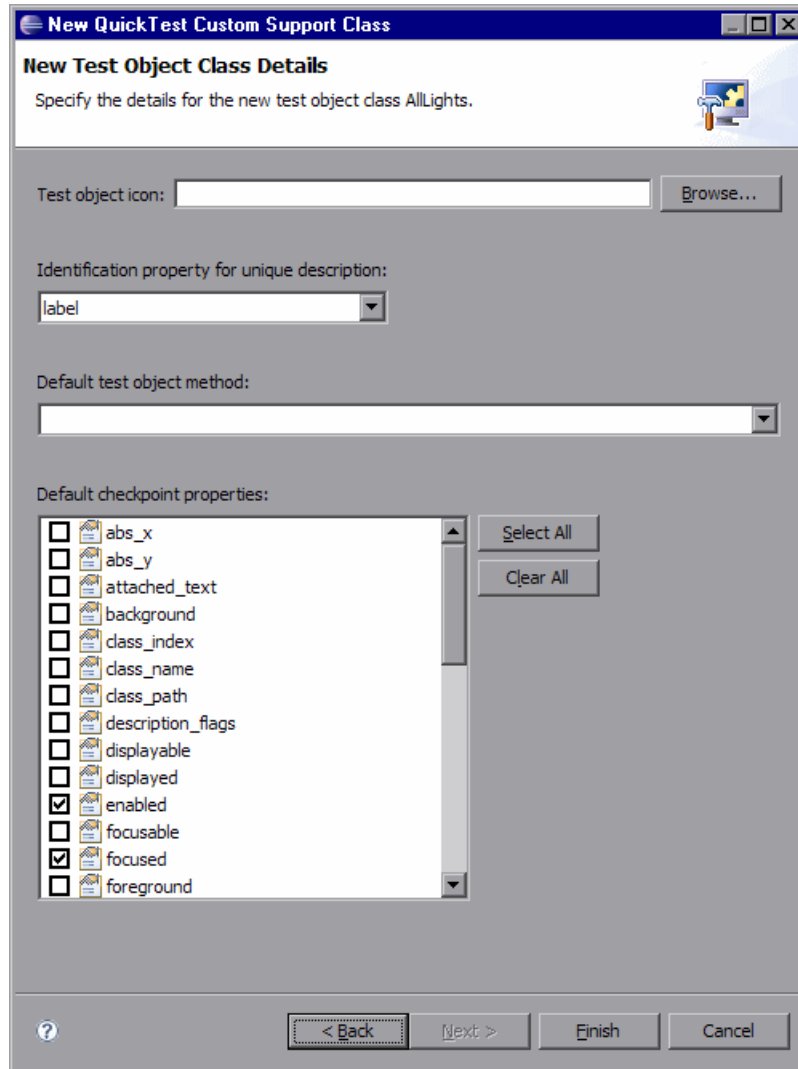 New QuickTest Custom Support Class
New Test Object Class Details
Specify the details for the new test object class AllLights.
Test object icon:
Browse...
Identification property for unique description:
label
Default test object method:
Default checkpoint properties:
abs_x
abs_y
attached_text
background
class_index
class_name
class_path
description_flags
displayable
displayed
enabled
focusable
focused
foreground
Select All
Clear All
?
< Back
Next >
Finish
Cancel